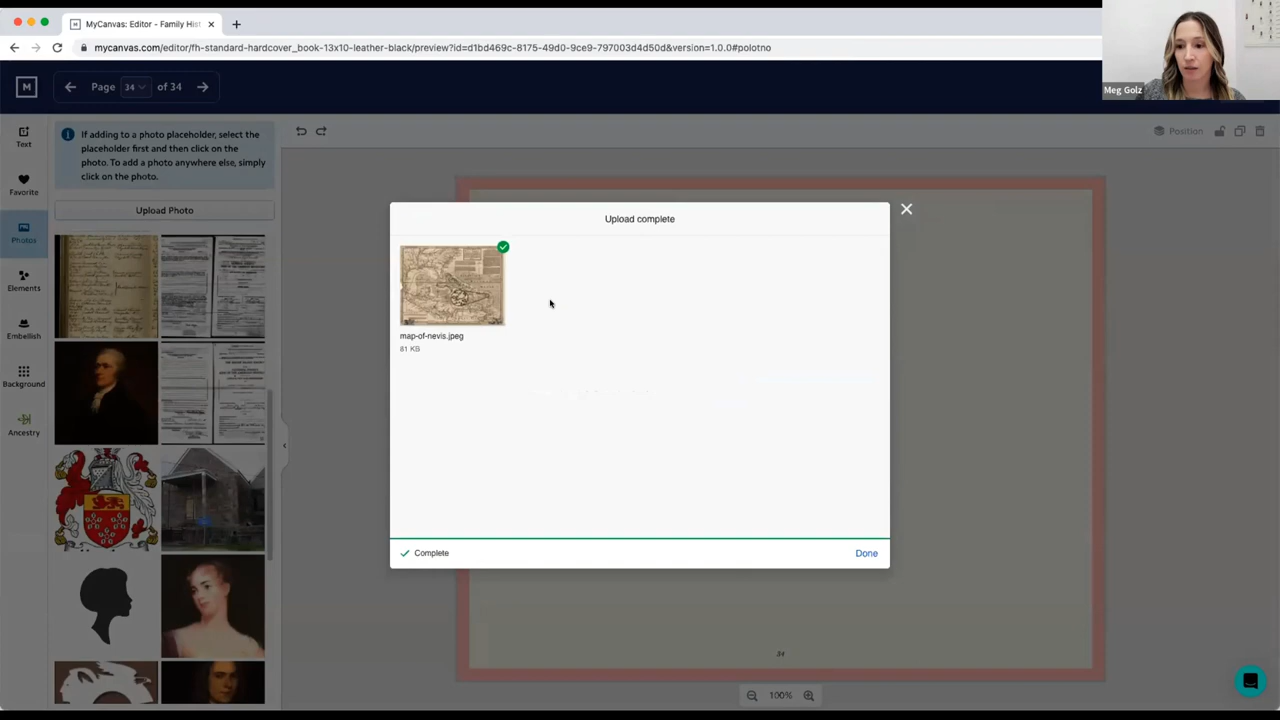 MyCanvas: Editor - Family Hist
mycanvas.com/editor/fh-standard-hardcover_book-13x10-leather-black/preview?id=d1bd469c-8175-49d0-9ce9-797003d4d50d&version=1.0.0#polotno
Meg Golz
M
Page 34 of 34
Text
Favorite
Photos
Elements
Embellish
Background
Ancestry
If adding to a photo placeholder, select the
placeholder first and then click on the
photo. To add a photo anywhere else, simply
click on the photo.
Upload Photo
Position
Upload complete
map-of-nevis.jpeg
81 KB
Complete
Done
34
100%